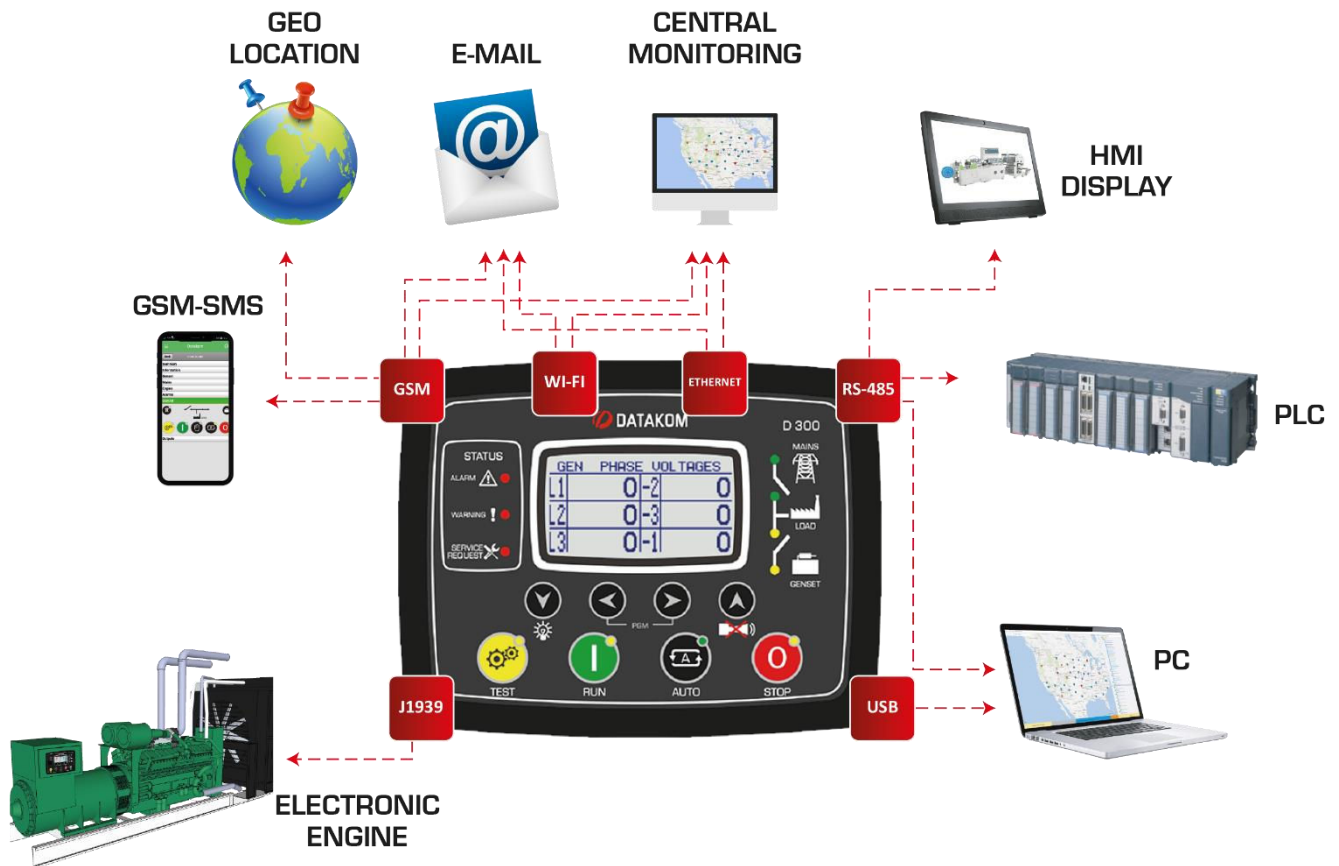 GEO
LOCATION
E-MAIL
CENTRAL
MONITORING
HMI
DISPLAY
GSM-SMS
GSM
WI-FI
ETHERNET
RS-485
PLC
DATAKOM
D 300
STATUS
ALARM
WARNING
SERVICE
REQUEST
GEN PHASE VOLTAGES
L1 0 -2 0
L2 0 -3 0
L3 0 -1 0
MAINS
LOAD
GENSET
PGM
TEST
RUN
A
AUTO
O
STOP
J1939
USB
PC
ELECTRONIC
ENGINE